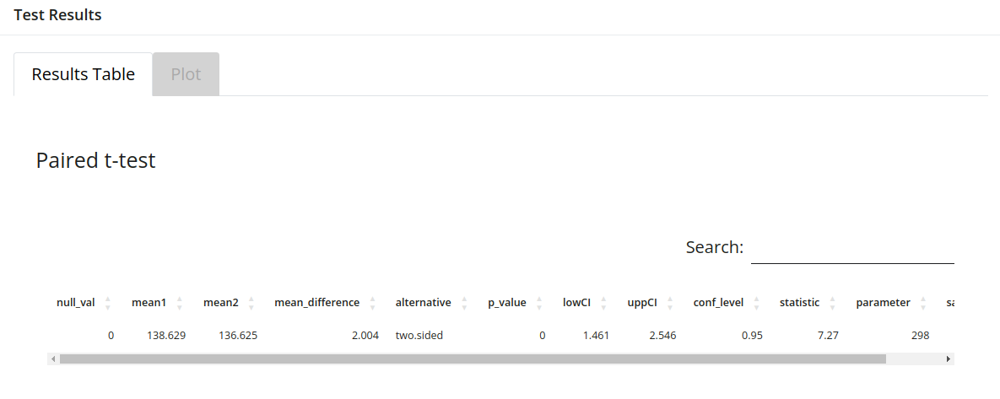 Test Results
Results Table Plot
Paired t-test
Search:
null_val mean1 mean2 mean_difference alternative p_value lowCI uppCI conf_level statistic parameter
0 138.629 136.625 2.004 two.sided 0 1.461 2.546 0.95 7.27 298